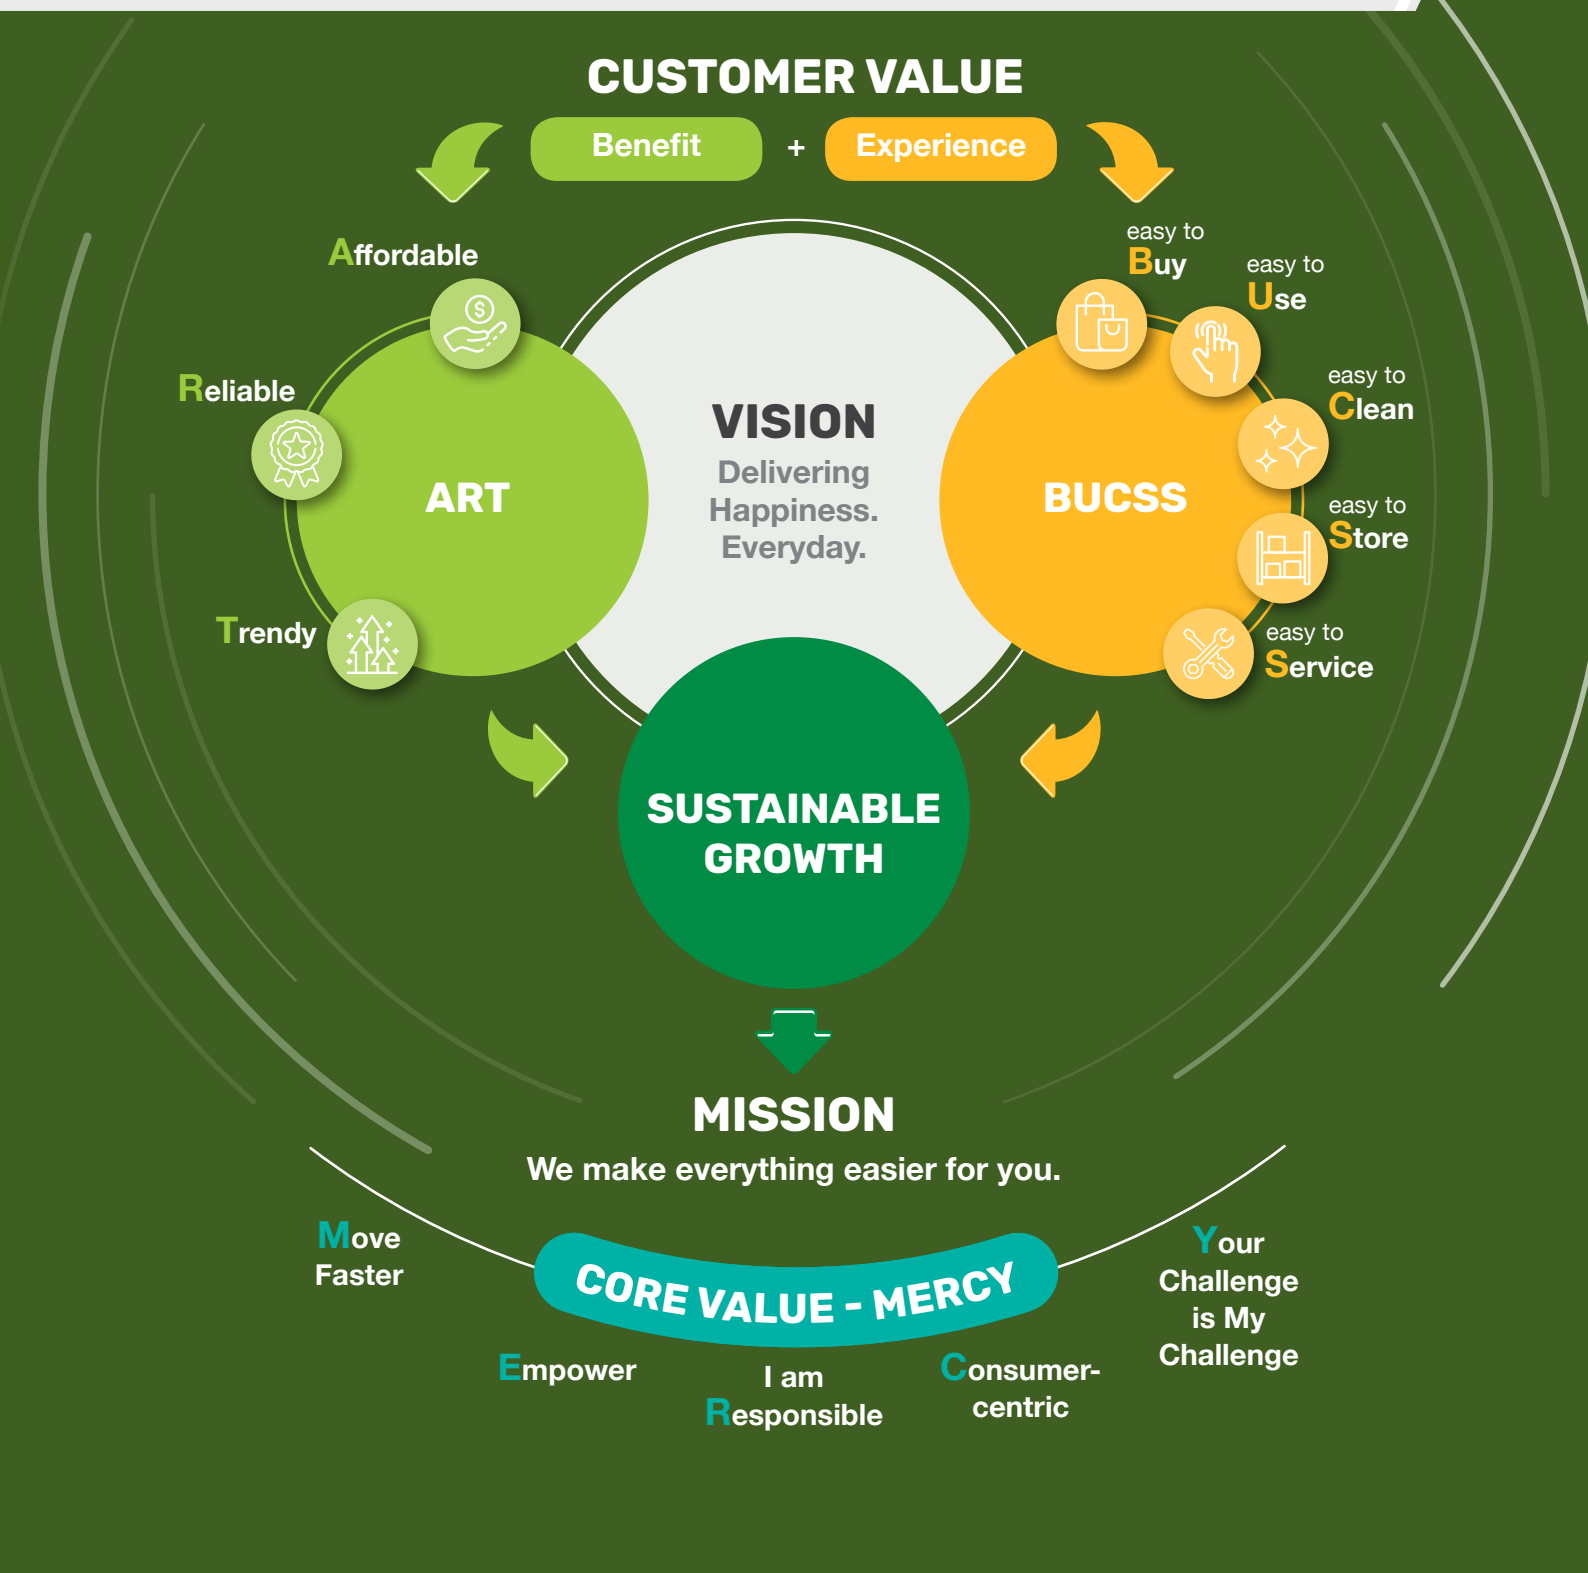 CUSTOMER VALUE
Benefit + Experience
Affordable
Reliable
Trendy
ART
VISION
Delivering
Happiness.
Everyday.
BUCSS
easy to
Buy
easy to
Use
easy to
Clean
easy to
Store
easy to
Service
SUSTAINABLE
GROWTH
MISSION
We make everything easier for you.
CORE VALUE - MERCY
Move
Faster
Empower
I am
Responsible
Consumer-
centric
Your
Challenge
is My
Challenge